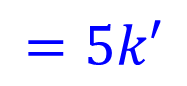 = 5k′